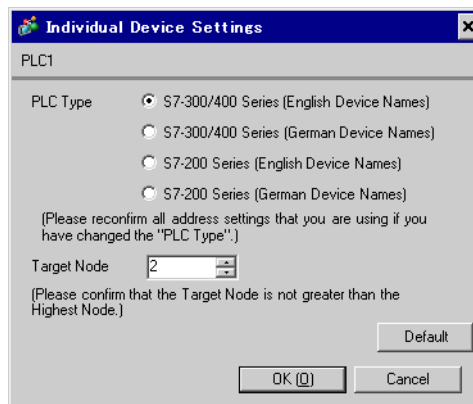 Individual Device Settings
PLC1
PLC Type
S7-300/400 Series (English Device Names)
S7-300/400 Series (German Device Names)
S7-200 Series (English Device Names)
S7-200 Series (German Device Names)
(Please reconfirm all address settings that you are using if you
have changed the "PLC Type".)
Target Node 2
(Please confirm that the Target Node is not greater than the
Highest Node.)
Default
OK (O) Cancel